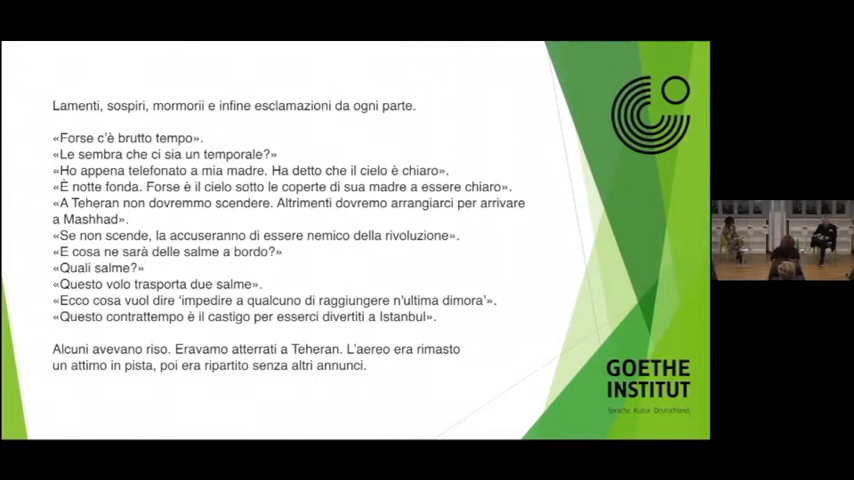 Lamenti, sospiri, mormorii e infine esclamazioni da ogni parte.
«Forse c'è brutto tempo».
«Le sembra che ci sia un temporale?»
«Ho appena telefonato a mia madre. Ha detto che il cielo è chiaro».
«È notte fonda. Forse è il cielo sotto le coperte di sua madre a essere chiaro».
«A Teheran non dovremmo scendere. Altrimenti dovremo arrangiarci per arrivare
a Mashhad».
«Se non scende, la accuseranno di essere nemico della rivoluzione».
«E cosa ne sarà delle salme a bordo?»
«Quali salme?»
«Questo volo trasporta due salme».
«Ecco cosa vuol dire 'impedire a qualcuno di raggiungere n'ultima dimora'».
«Questo contrattempo è il castigo per esserci divertiti a Istanbul».
Alcuni avevano riso. Eravamo atterrati a Teheran. L'aereo era rimasto
un attimo in pista, poi era ripartito senza altri annunci.
GOETHE
INSTITUT
Sprache. Kultur. Deutschland.